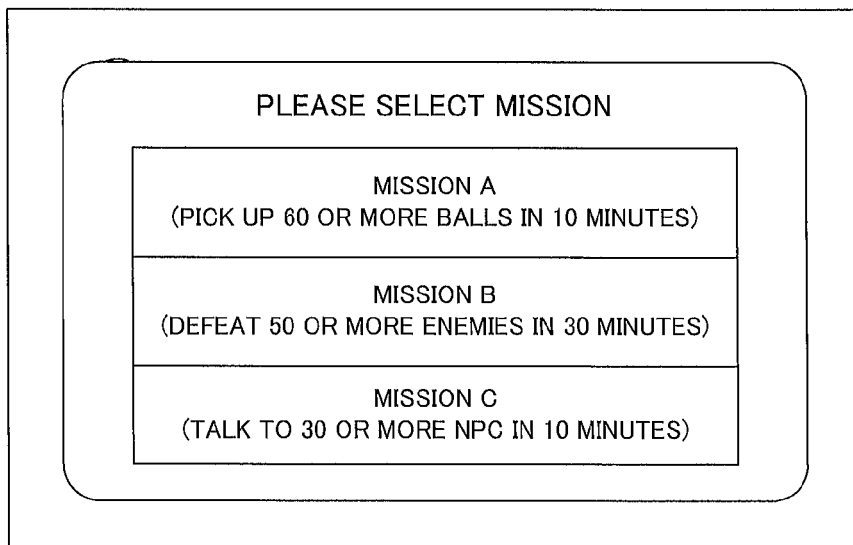 PLEASE SELECT MISSION
MISSION A
(PICK UP 60 OR MORE BALLS IN 10 MINUTES)
MISSION B
(DEFEAT 50 OR MORE ENEMIES IN 30 MINUTES)
MISSION C
(TALK TO 30 OR MORE NPC IN 10 MINUTES)